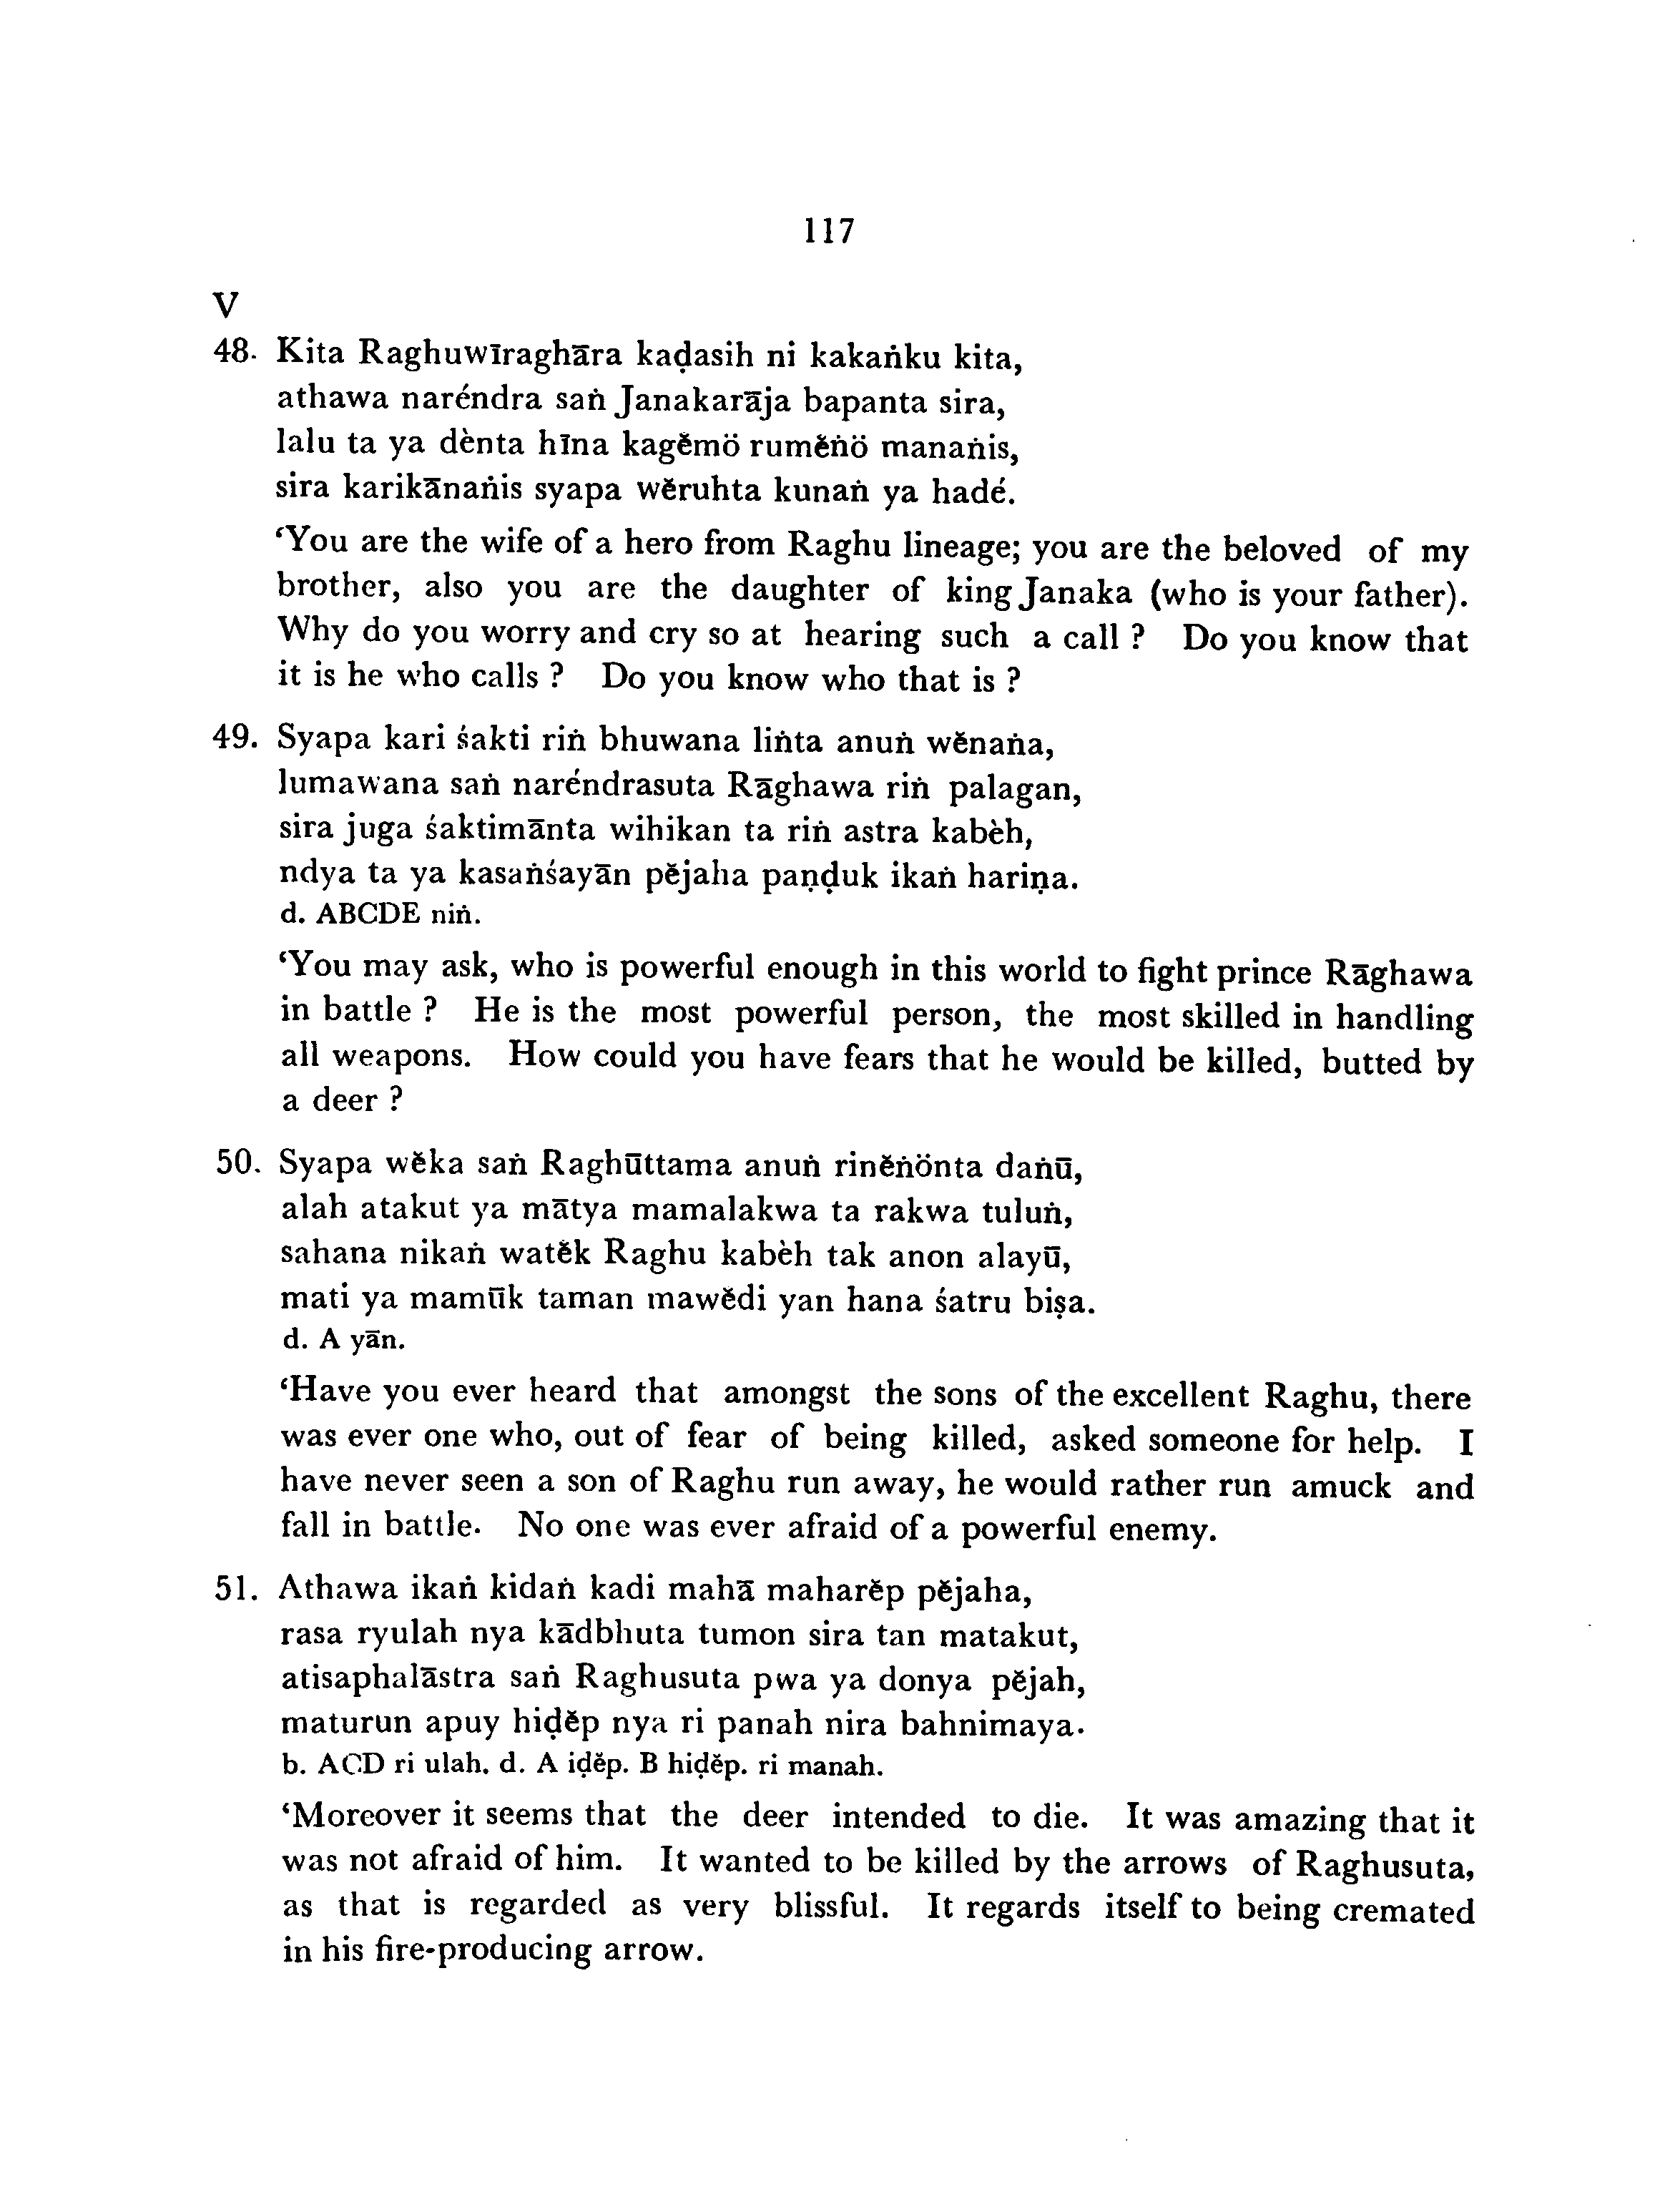 117
V
48. Kita Raghuwīraghāra kaḍasih ni kakaṅku kita,
athawa naréndra saṅ Janakarāja bapanta sira,
lalu ta ya dènta hīna kagĕmö rumĕṅö manaṅis,
sira karikānaṅis syapa wĕruhta kunaṅ ya hadé.
‘You are the wife of a hero from Raghu lineage; you are the beloved of my
brother, also you are the daughter of king Janaka (who is your father).
Why do you worry and cry so at hearing such a call ? Do you know that
it is he who calls ? Do you know who that is ?
49. Syapa kari śakti riṅ bhuwana liṅta anuṅ wĕnaṅa,
lumawana saṅ naréndrasuta Rāghawa riṅ palagan,
sira juga śaktimānta wihikan ta riṅ astra kabèh,
ndya ta ya kasaṅśayān pĕjaha paṇḍuk ikaṅ hariṇa.
d. ABCDE niṅ.
‘You may ask, who is powerful enough in this world to fight prince Rāghawa
in battle ? He is the most powerful person, the most skilled in handling
all weapons. How could you have fears that he would be killed, butted by
a deer ?
50. Syapa wĕka saṅ Raghūttama anuṅ rinĕṅönta daṅū,
alah atakut ya mātya mamalakwa ta rakwa tuluṅ,
sahana nikaṅ watĕk Raghu kabèh tak anon alayū,
mati ya mamūk taman mawĕdi yan hana śatru biṣa.
d. A yān.
‘Have you ever heard that amongst the sons of the excellent Raghu, there
was ever one who, out of fear of being killed, asked someone for help. I
have never seen a son of Raghu run away, he would rather run amuck and
fall in battle. No one was ever afraid of a powerful enemy.
51. Athawa ikaṅ kidaṅ kadi mahā maharĕp pĕjaha,
rasa ryulah nya kādbhuta tumon sira tan matakut,
atisaphalāstra saṅ Raghusuta pwa ya donya pĕjah,
maturun apuy hiḍĕp nya ri panah nira bahnimaya.
b. ACD ri ulah. d. A iḍĕp. B hiḍĕp. ri manah.
‘Moreover it seems that the deer intended to die. It was amazing that it
was not afraid of him. It wanted to be killed by the arrows of Raghusuta,
as that is regarded as very blissful. It regards itself to being cremated
in his fire-producing arrow.